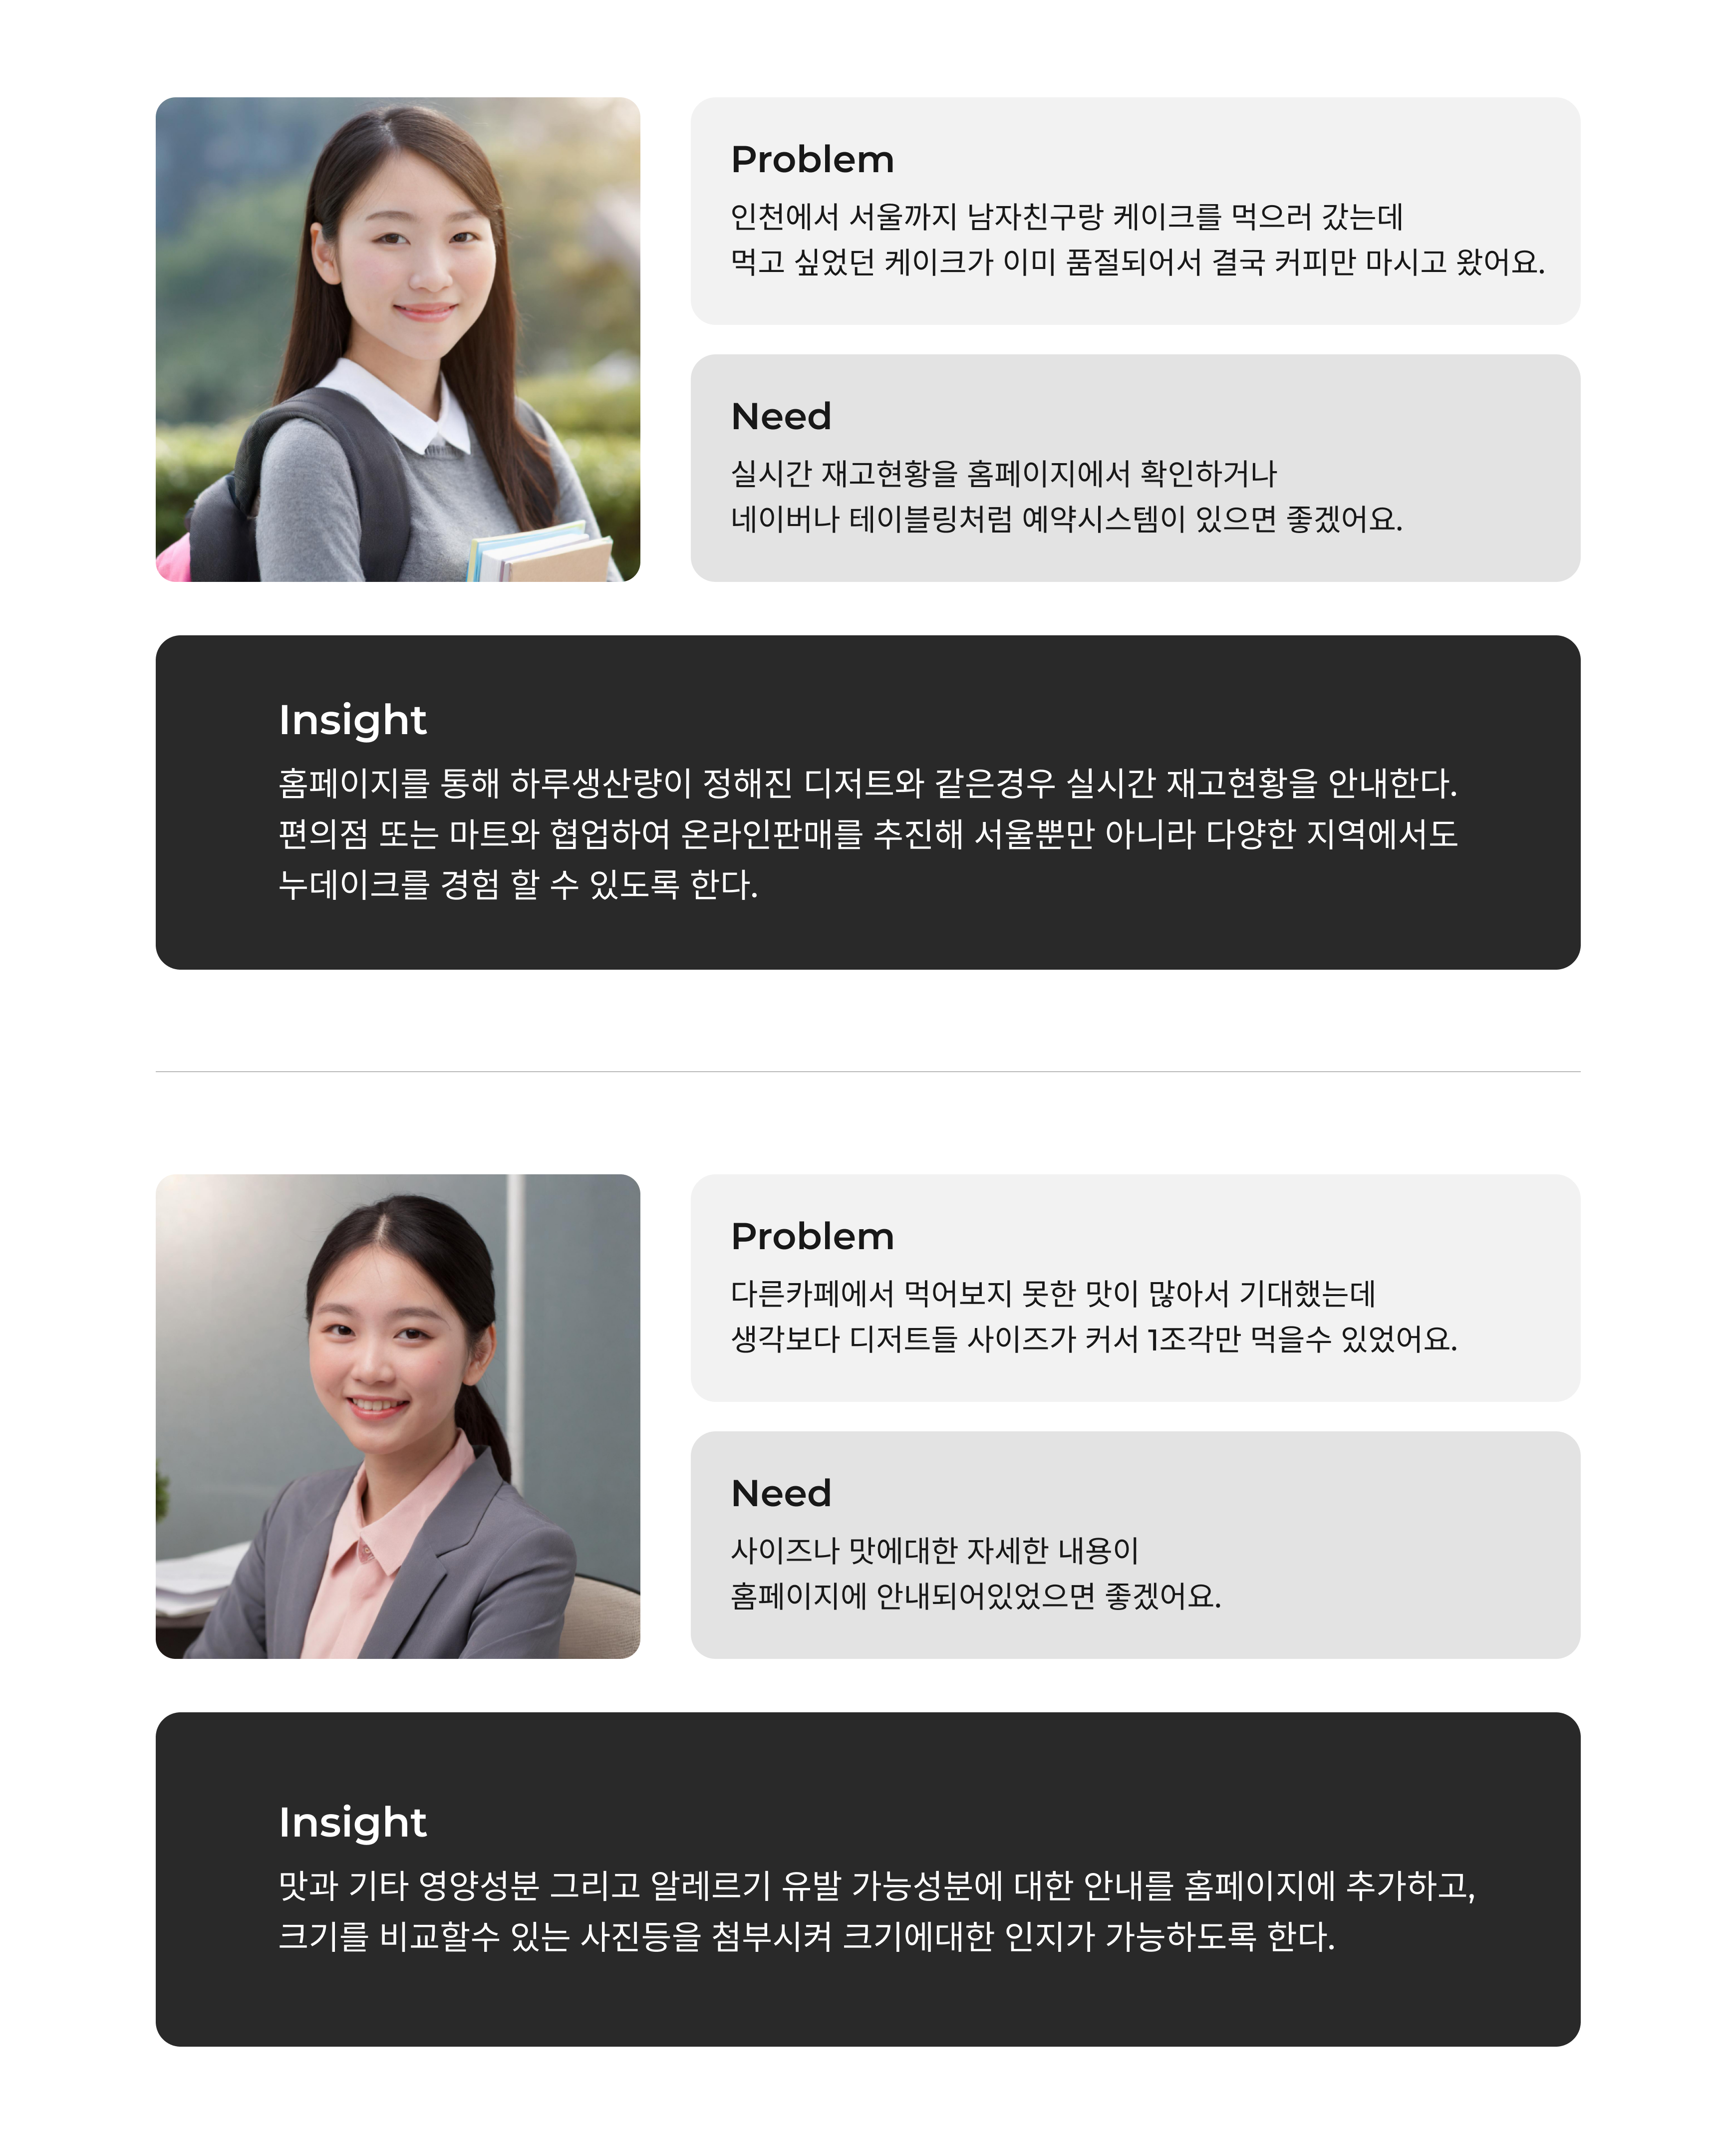 Problem
인천에서 서울까지 남자친구랑 케이크를 먹으러 갔는데
먹고 싶었던 케이크가 이미 품절되어서 결국 커피만 마시고 왔어요.
Need
실시간 재고현황을 홈페이지에서 확인하거나
네이버나 테이블링처럼 예약시스템이 있으면 좋겠어요.
Insight
홈페이지를 통해 하루생산량이 정해진 디저트와 같은경우 실시간 재고현황을 안내한다.
편의점 또는 마트와 협업하여 온라인판매를 추진해 서울뿐만 아니라 다양한 지역에서도
누데이크를 경험 할 수 있도록 한다.
Problem
다른카페에서 먹어보지 못한 맛이 많아서 기대했는데
생각보다 디저트들 사이즈가 커서 1조각만 먹을수 있었어요.
Need
사이즈나 맛에대한 자세한 내용이
홈페이지에 안내되어있었으면 좋겠어요.
Insight
맛과 기타 영양성분 그리고 알레르기 유발 가능성분에 대한 안내를 홈페이지에 추가하고,
크기를 비교할수 있는 사진등을 첨부시켜 크기에대한 인지가 가능하도록 한다.